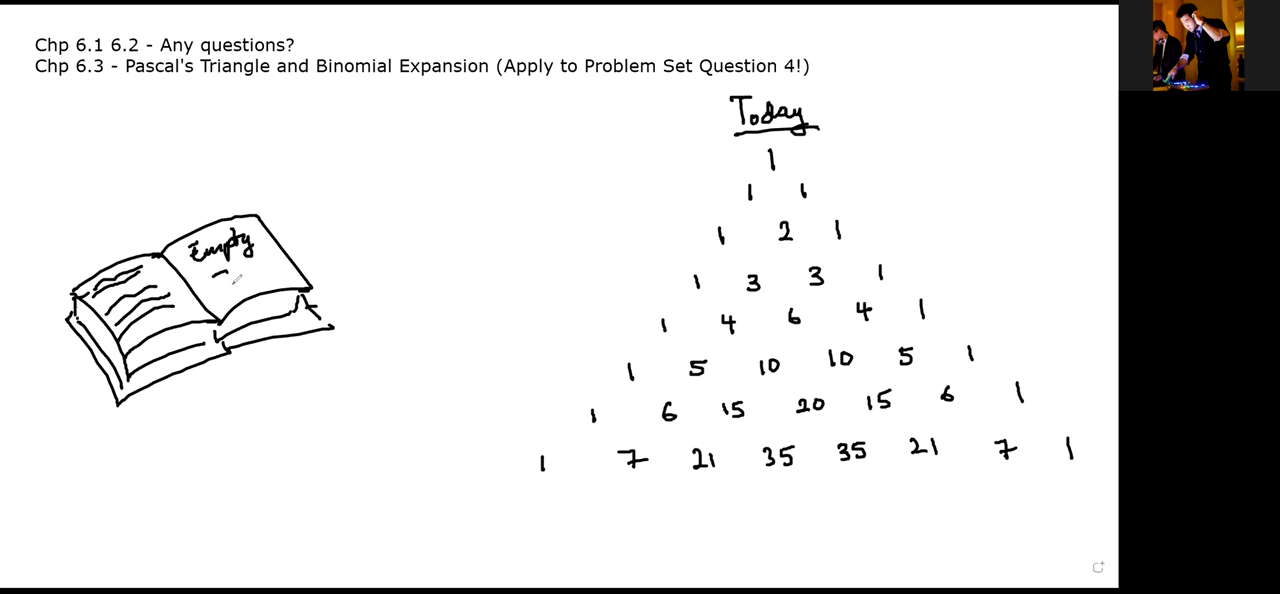 Chp 6.1 6.2 - Any questions?
Chp 6.3 - Pascal's Triangle and Binomial Expansion (Apply to Problem Set Question 4!)
Today
1
1 1
1 2 1
Empty
1 3 3 1
1 4 6 4 1
1 5 10 10 5 1
1 6 15 20 15 6 1
1 7 21 35 35 21 7 1